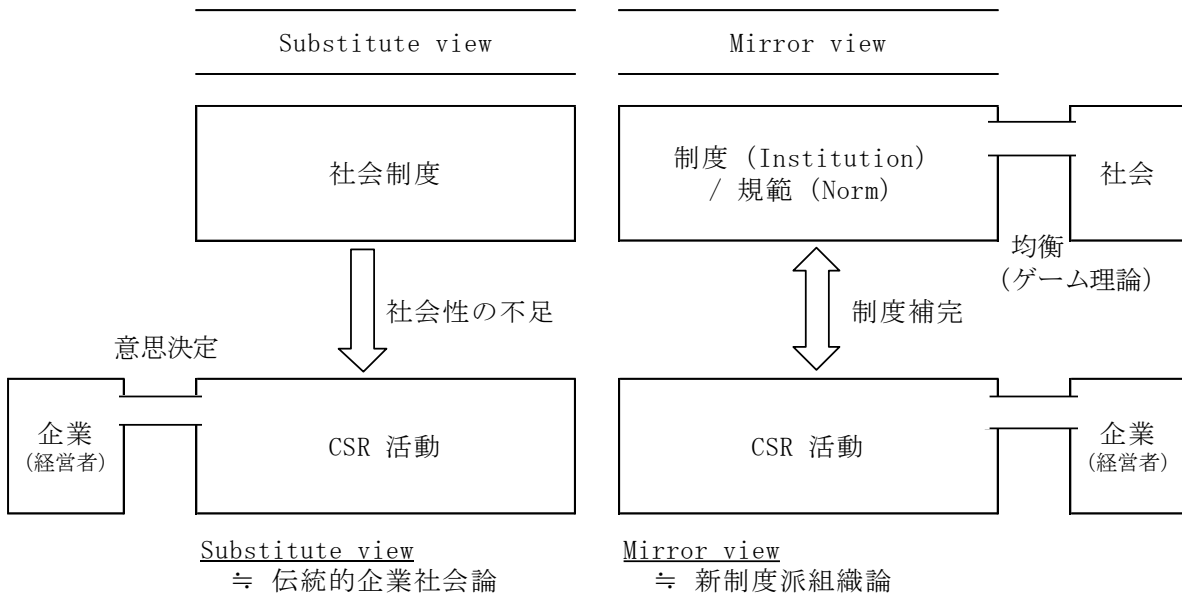 Substitute view
Mirror view
社会制度
制度 (Institution)
/ 規範 (Norm)
社会
均衡
(ゲーム理論)
社会性の不足
制度補完
意思決定
企業
(経営者)
CSR 活動
CSR 活動
企業
(経営者)
Substitute view
≒ 伝統的企業社会論
Mirror view
≒ 新制度派組織論